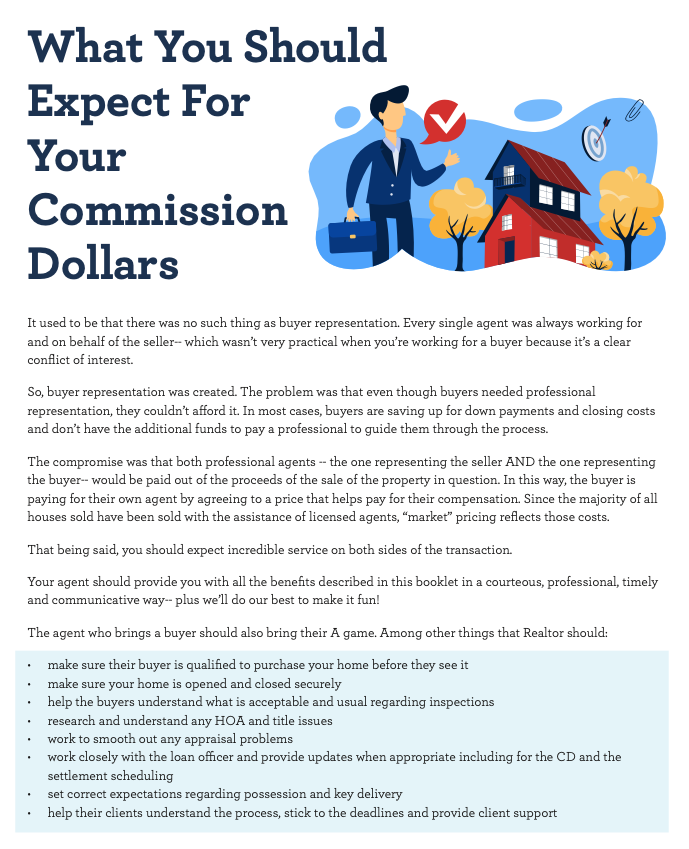 What You Should
Expect For
Your
Commission
Dollars
It used to be that there was no such thing as buyer representation. Every single agent was always working for
and on behalf of the seller-- which wasn't very practical when you're working for a buyer because it's a clear
conflict of interest.
So, buyer representation was created. The problem was that even though buyers needed professional
representation, they couldn't afford it. In most cases, buyers are saving up for down payments and closing costs
and don't have the additional funds to pay a professional to guide them through the process.
The compromise was that both professional agents -- the one representing the seller AND the one representing
the buyer-- would be paid out of the proceeds of the sale of the property in question. In this way, the buyer is
paying for their own agent by agreeing to a price that helps pay for their compensation. Since the majority of all
houses sold have been sold with the assistance of licensed agents, “market” pricing reflects those costs.
That being said, you should expect incredible service on both sides of the transaction.
Your agent should provide you with all the benefits described in this booklet in a courteous, professional, timely
and communicative way-- plus we'll do our best to make it fun!
The agent who brings a buyer should also bring their A game. Among other things that Realtor should:
• make sure their buyer is qualified to purchase your home before they see it
• make sure your home is opened and closed securely
• help the buyers understand what is acceptable and usual regarding inspections
• research and understand any HOA and title issues
• work to smooth out any appraisal problems
• work closely with the loan officer and provide updates when appropriate including for the CD and the
settlement scheduling
• set correct expectations regarding possession and key delivery
• help their clients understand the process, stick to the deadlines and provide client support